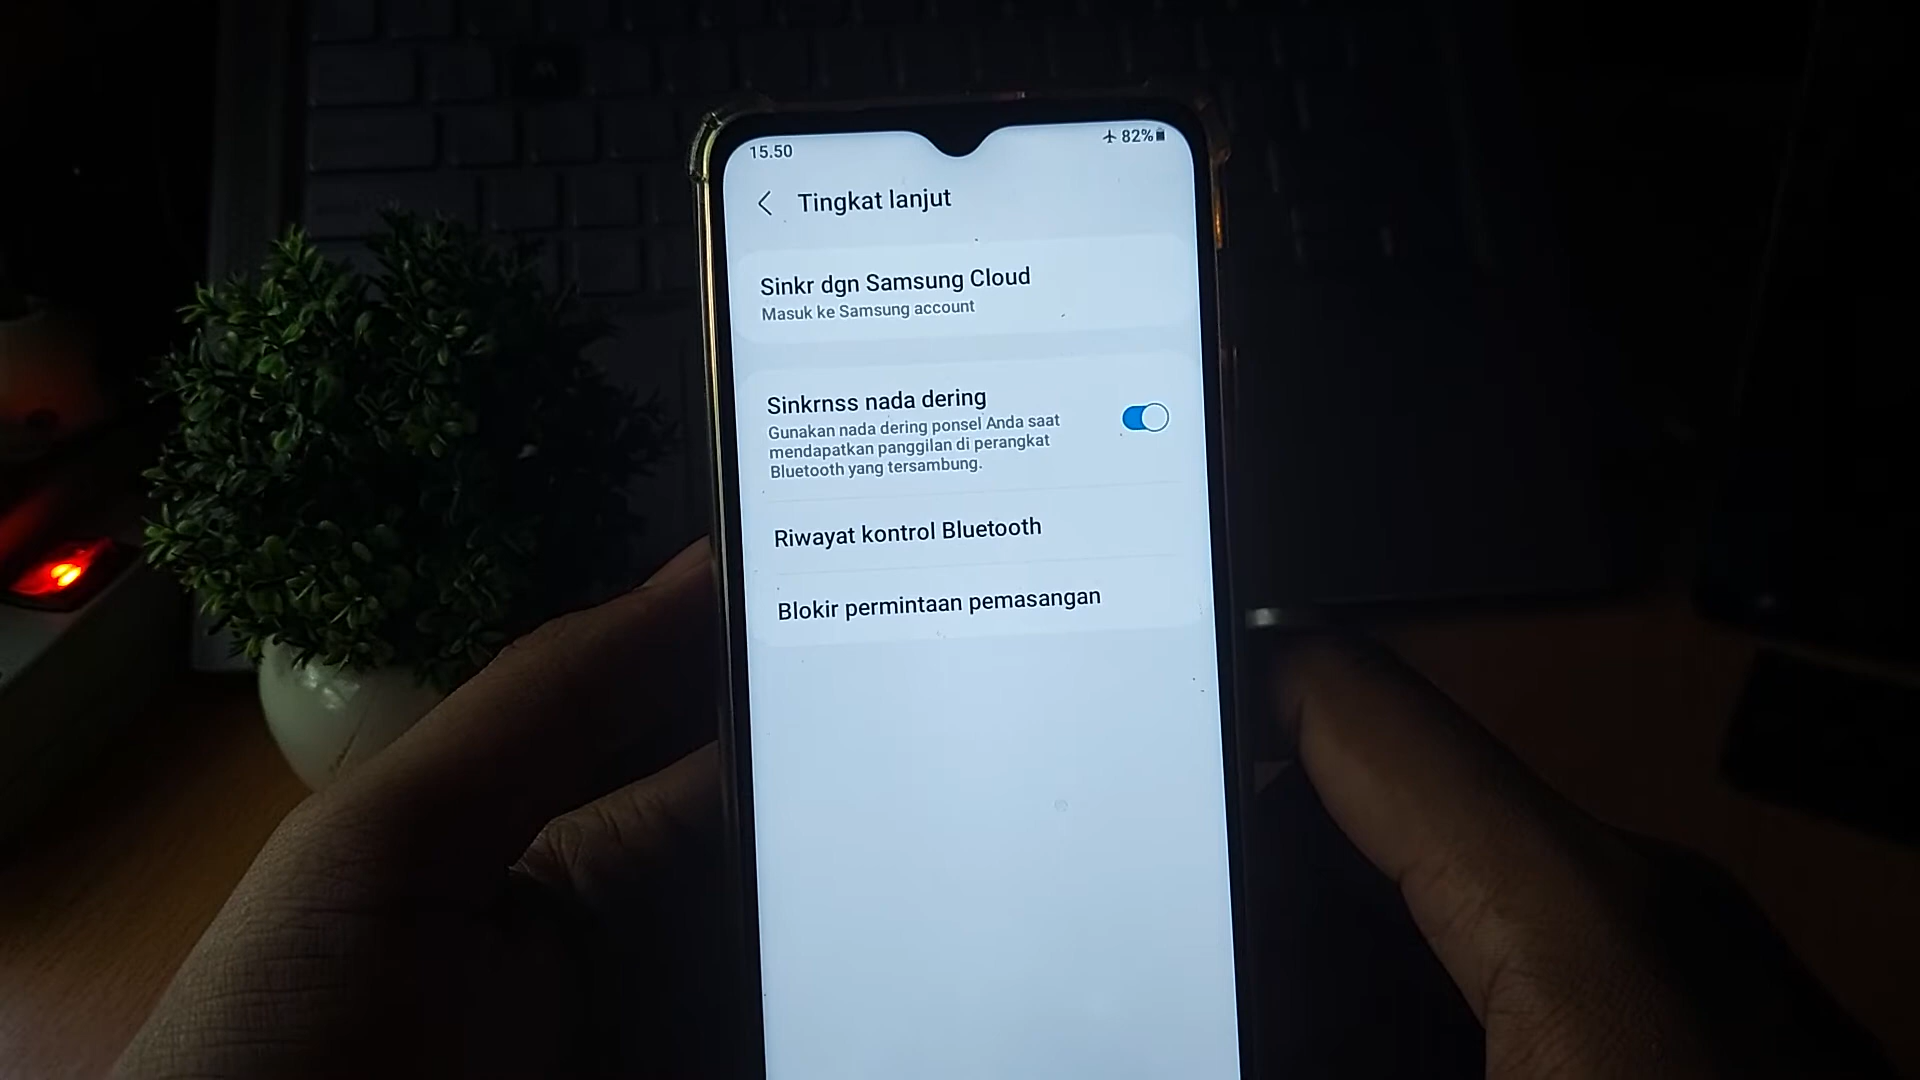 15.50
82%
Tingkat lanjut
Sinkr dgn Samsung Cloud
Masuk ke Samsung account
Sinkrnss nada dering
Gunakan nada dering ponsel Anda saat
mendapatkan panggilan di perangkat
Bluetooth yang tersambung.
Riwayat kontrol Bluetooth
Blokir permintaan pemasangan